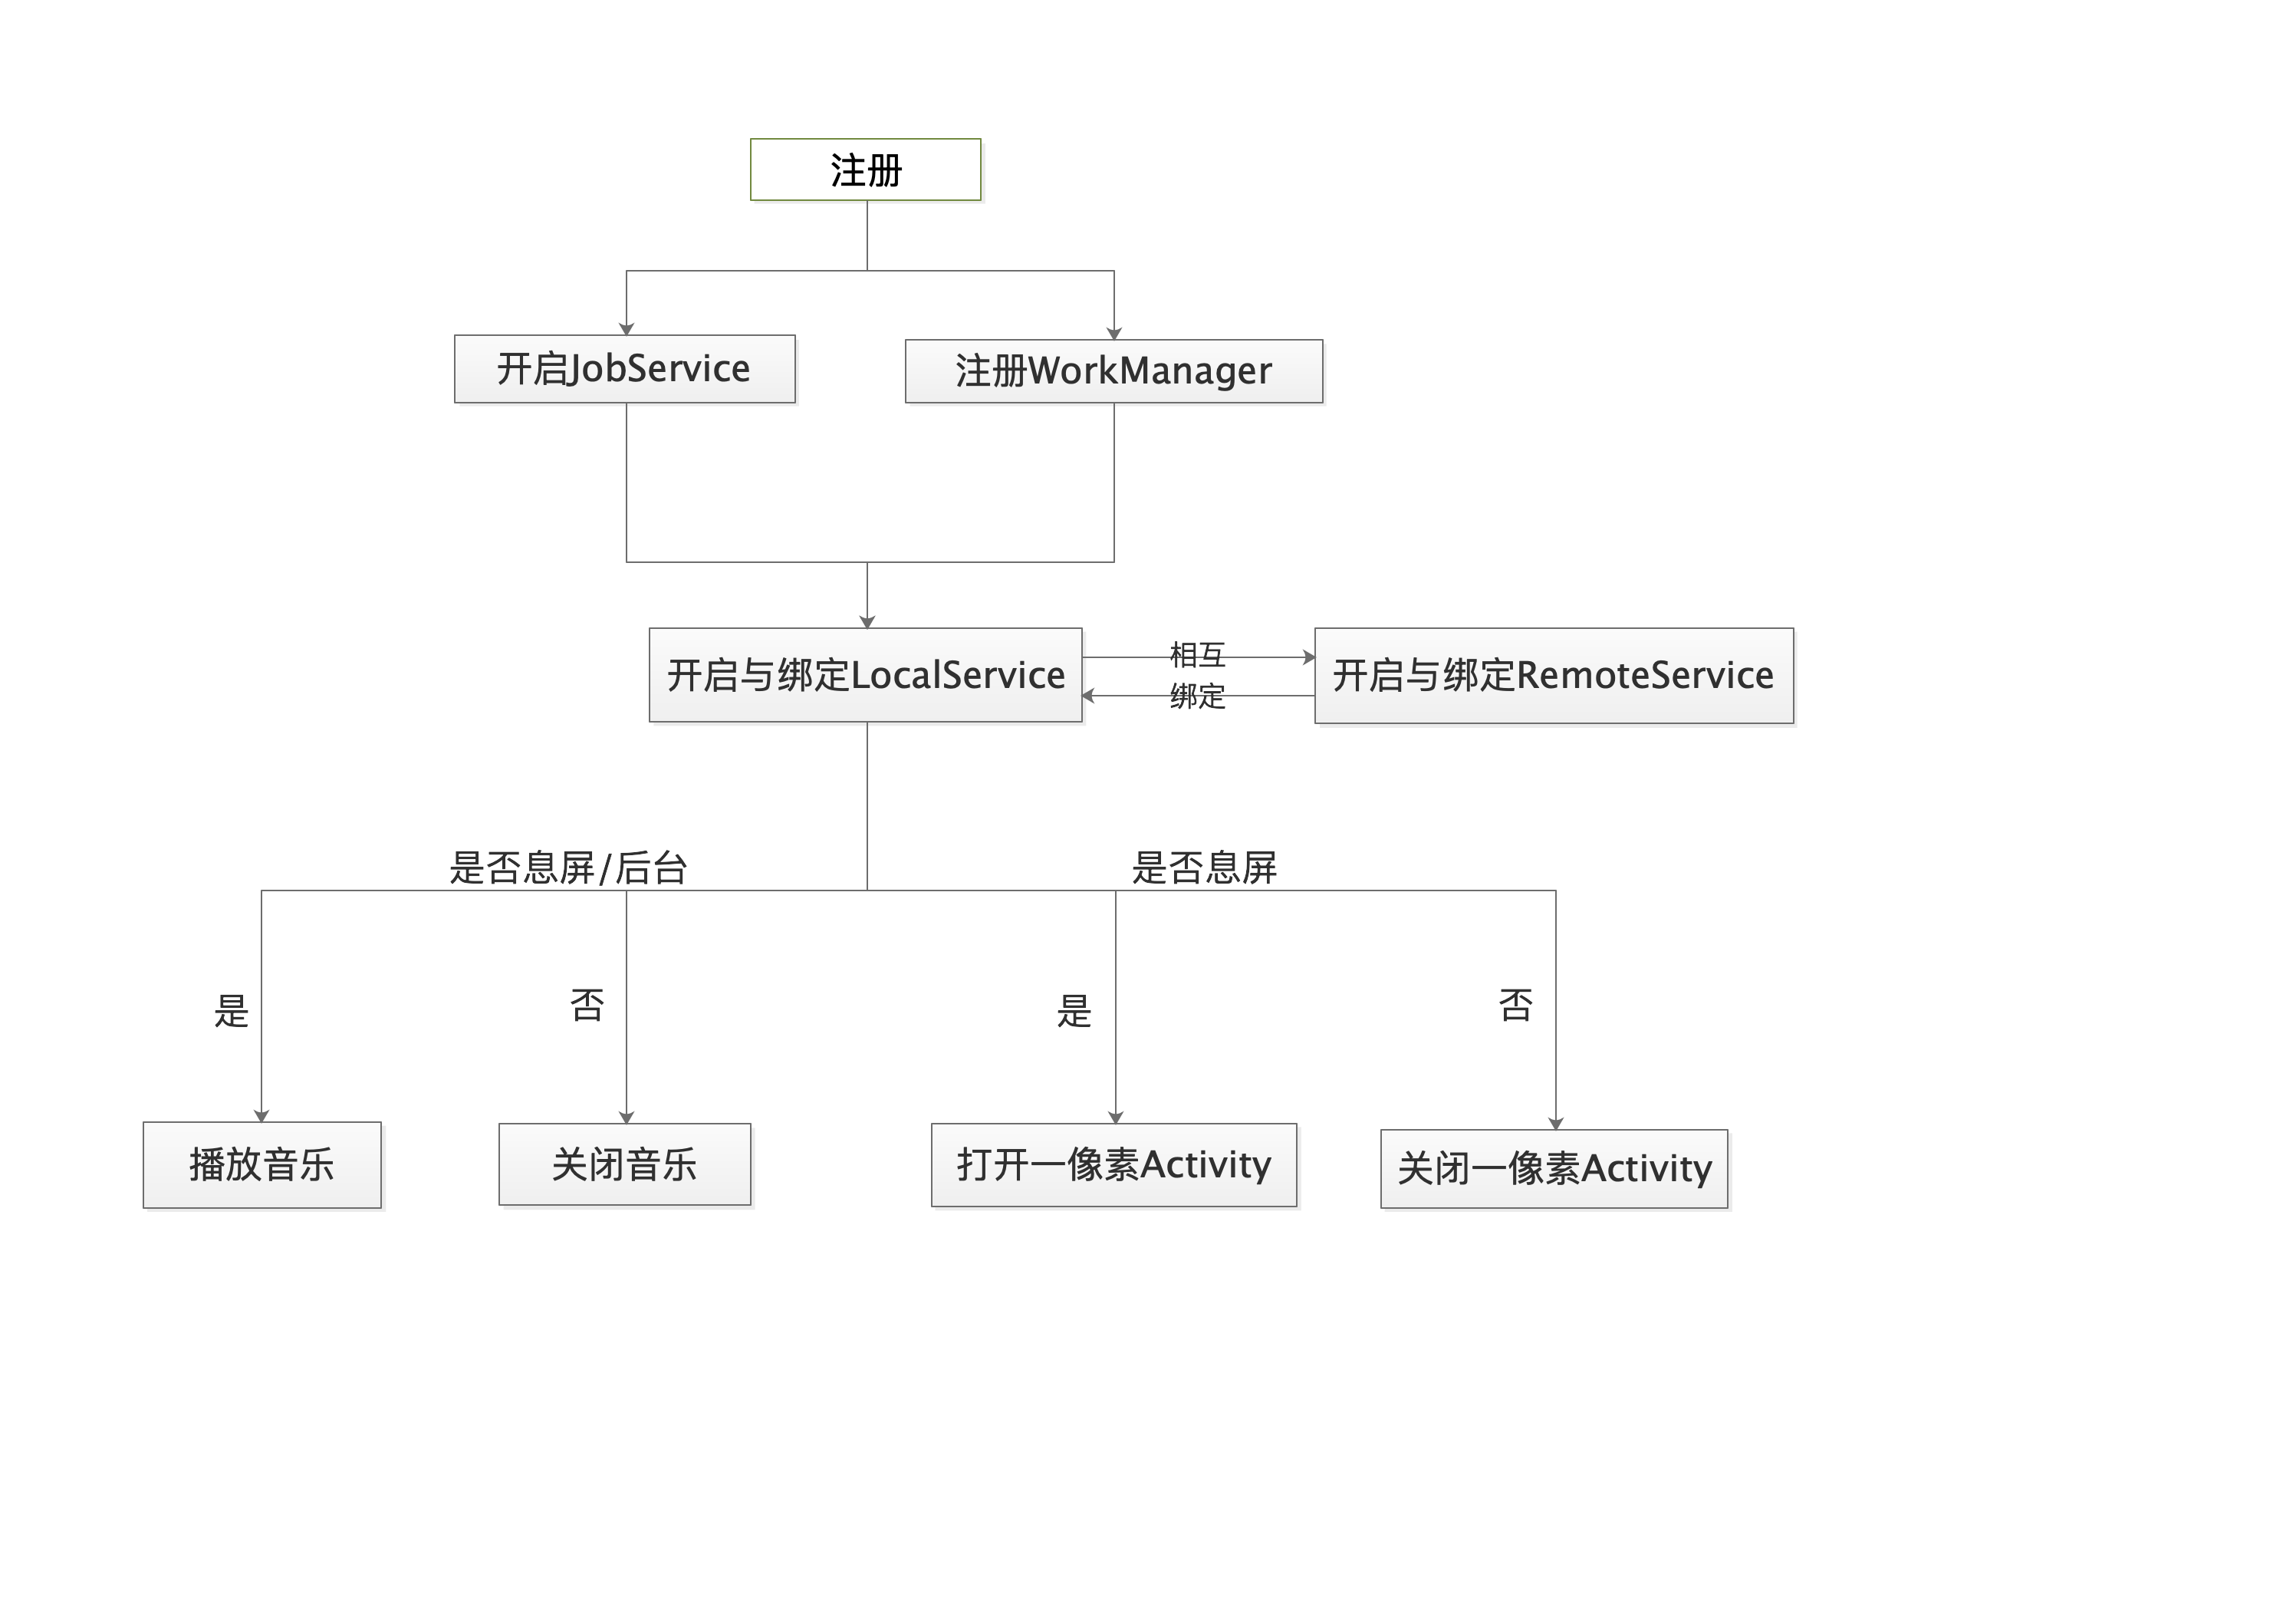 注册
开启JobService
注册WorkManager
开启与绑定LocalService
相互
绑定
开启与绑定RemoteService
是否息屏/后台
是否息屏
是
否
是
否
播放音乐
关闭音乐
打开一像素Activity
关闭一像素Activity